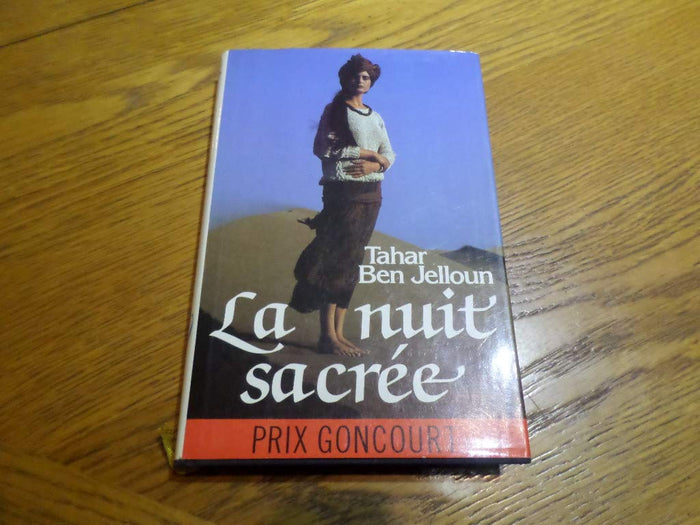 Tahar
Ben Jelloun
La nuit
sacrée
PRIX GONCOURT